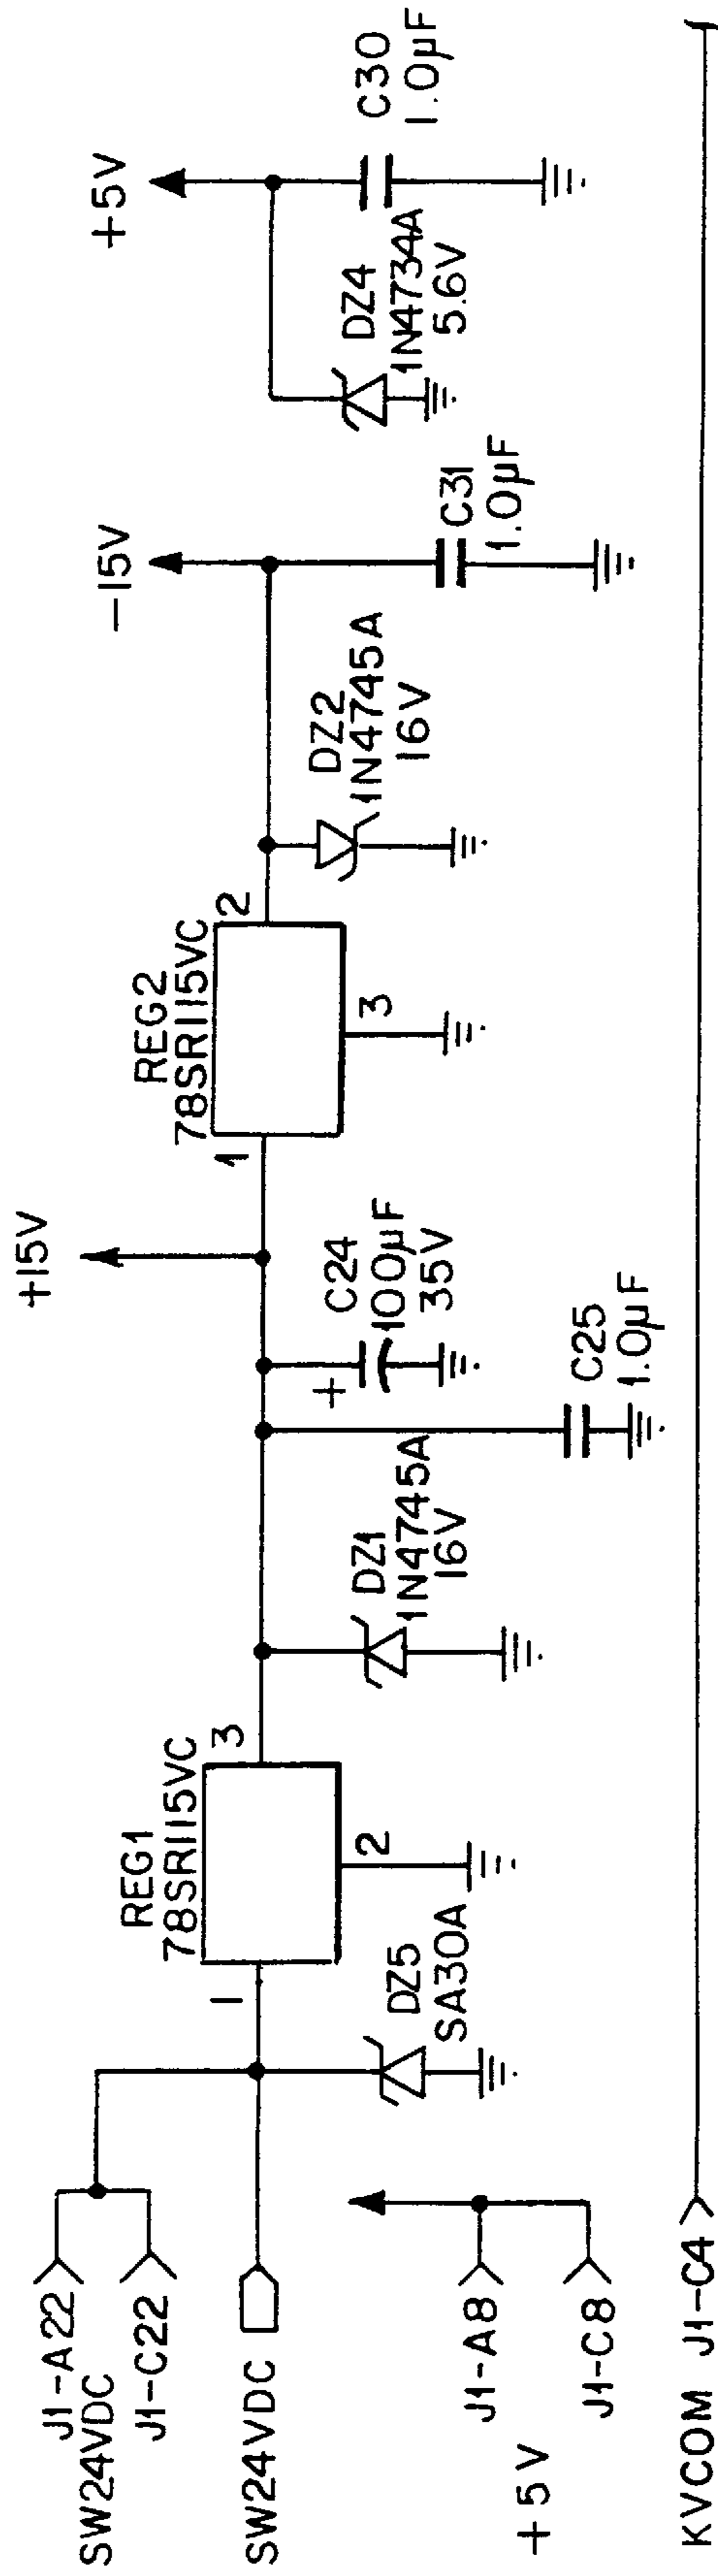 J1-A22
SW24VDC
J1-C22
SW24VDC
+5V
J1-A8
J1-C8
KVCOM J1-C4
DZ5
SA30A
REG1
78SR115VC
1
3
2
DZ1
1N4745A
16V
C25
1.0µF
+
C24
100µF
35V
+15V
REG2
78SR115VC
1
2
3
DZ2
1N4745A
16V
-15V
C31
1.0µF
DZ4
1N4734A
5.6V
+5V
C30
1.0µF